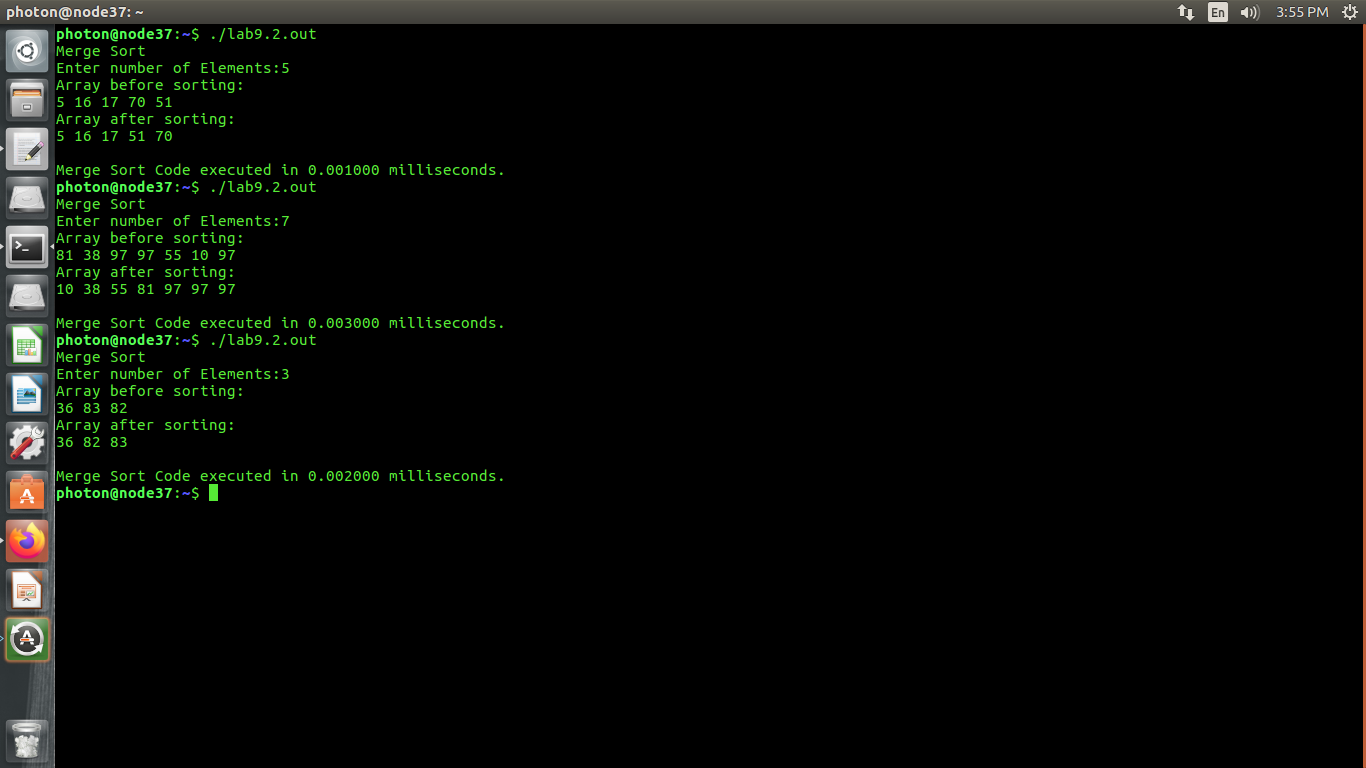 photon@node37: ~
En
3:55 PM
photon@node37:~$ ./lab9.2.out
Merge Sort
Enter number of Elements:5
Array before sorting:
5 16 17 70 51
Array after sorting:
5 16 17 51 70
Merge Sort Code executed in 0.001000 milliseconds.
photon@node37:~$ ./lab9.2.out
Merge Sort
Enter number of Elements:7
Array before sorting:
81 38 97 97 55 10 97
Array after sorting:
10 38 55 81 97 97 97
Merge Sort Code executed in 0.003000 milliseconds.
photon@node37:~$ ./lab9.2.out
Merge Sort
Enter number of Elements:3
Array before sorting:
36 83 82
Array after sorting:
36 82 83
Merge Sort Code executed in 0.002000 milliseconds.
photon@node37:~$